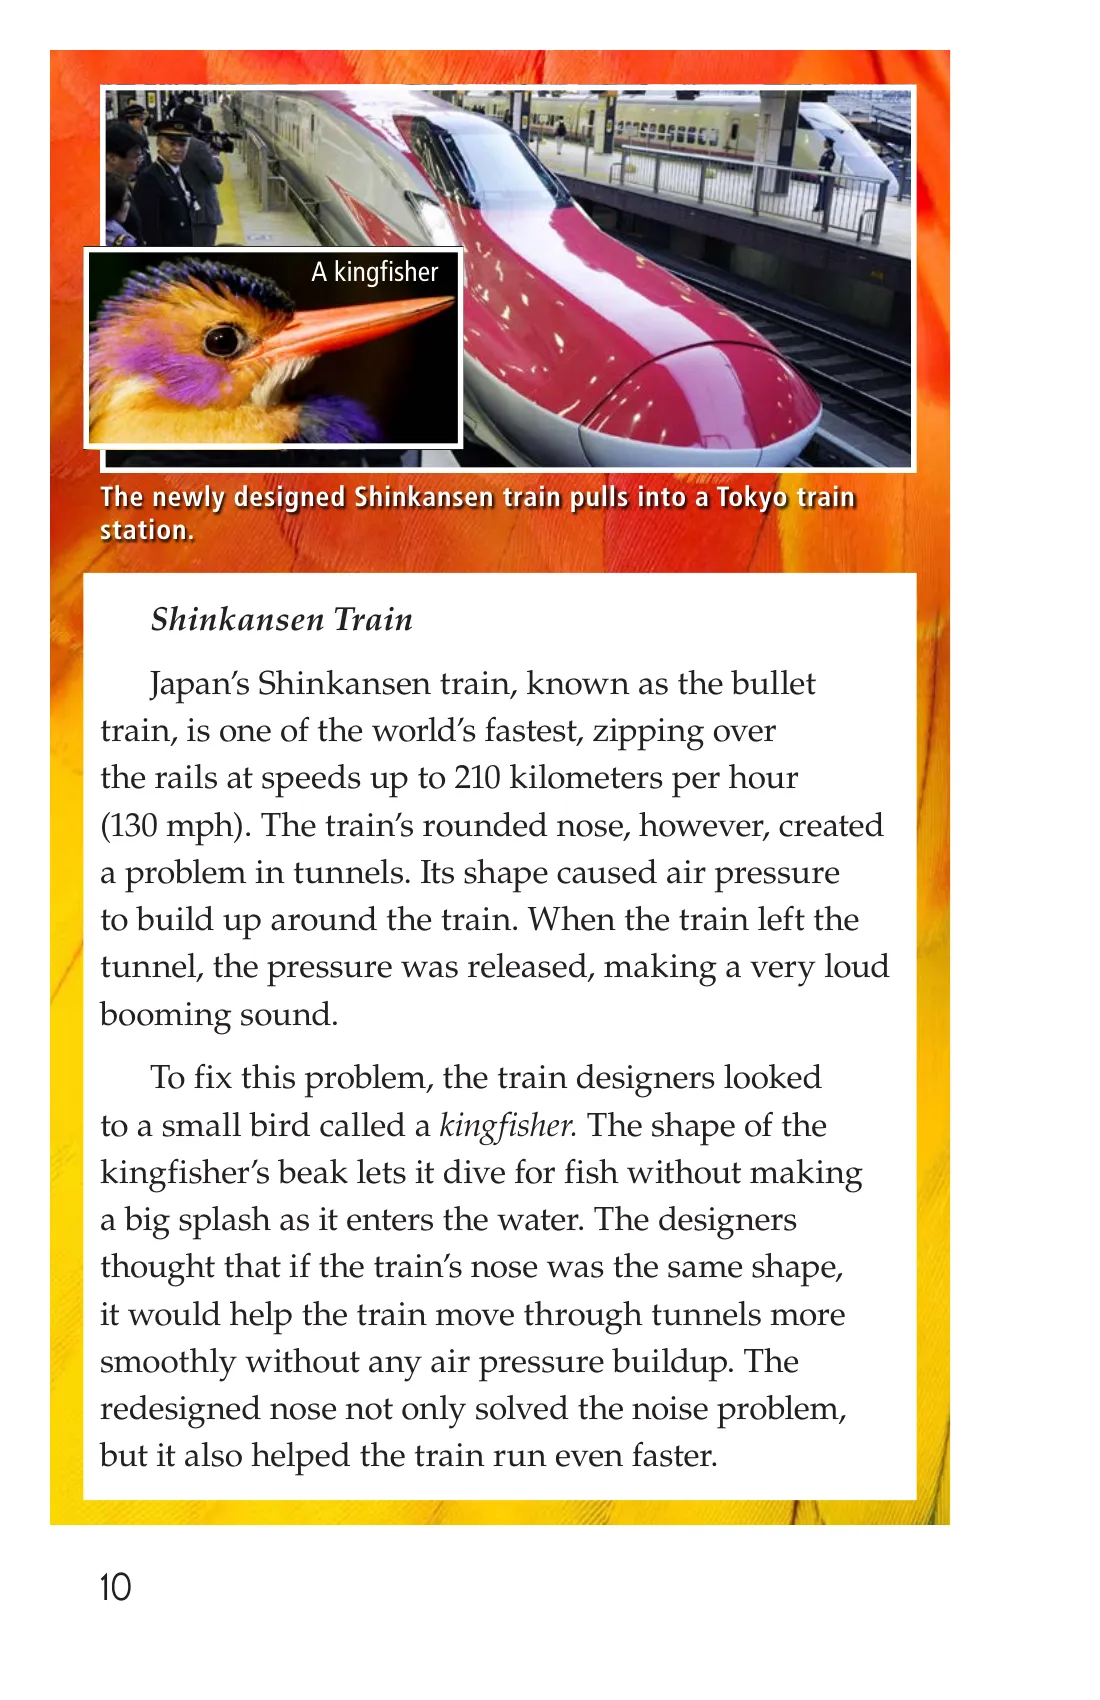 A kingfisher
The newly designed Shinkansen train pulls into a Tokyo train
station.
Shinkansen Train
Japan’s Shinkansen train, known as the bullet
train, is one of the world’s fastest, zipping over
the rails at speeds up to 210 kilometers per hour
(130 mph). The train’s rounded nose, however, created
a problem in tunnels. Its shape caused air pressure
to build up around the train. When the train left the
tunnel, the pressure was released, making a very loud
booming sound.
To fix this problem, the train designers looked
to a small bird called a kingfisher. The shape of the
kingfisher’s beak lets it dive for fish without making
a big splash as it enters the water. The designers
thought that if the train’s nose was the same shape,
it would help the train move through tunnels more
smoothly without any air pressure buildup. The
redesigned nose not only solved the noise problem,
but it also helped the train run even faster.
10